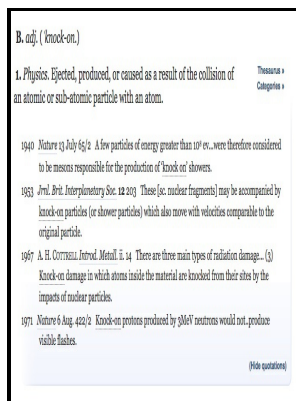 B. adj. ('knock-on.)
1. Physics. Ejected, produced, or caused as a result of the collision of
an atomic or sub-atomic particle with an atom.
Thesaurus »
Categories »
1940 Nature 13 July 65/2 A few particles of energy greater than 10⁸ ev...were therefore considered
to be mesons responsible for the production of 'knock on' showers.
1953 Jrnl. Brit. Interplanetary Soc. 12 203 These [sc. nuclear fragments] may be accompanied by
knock-on particles (or shower particles) which also move with velocities comparable to the
original particle.
1967 A. H. COTTRELL Introd. Metall. ii. 14 There are three main types of radiation damage... (3)
Knock-on damage in which atoms inside the material are knocked from their sites by the
impacts of nuclear particles.
1971 Nature 6 Aug. 422/2 Knock-on protons produced by 3MeV neutrons would not..produce
visible flashes.
(Hide quotations)